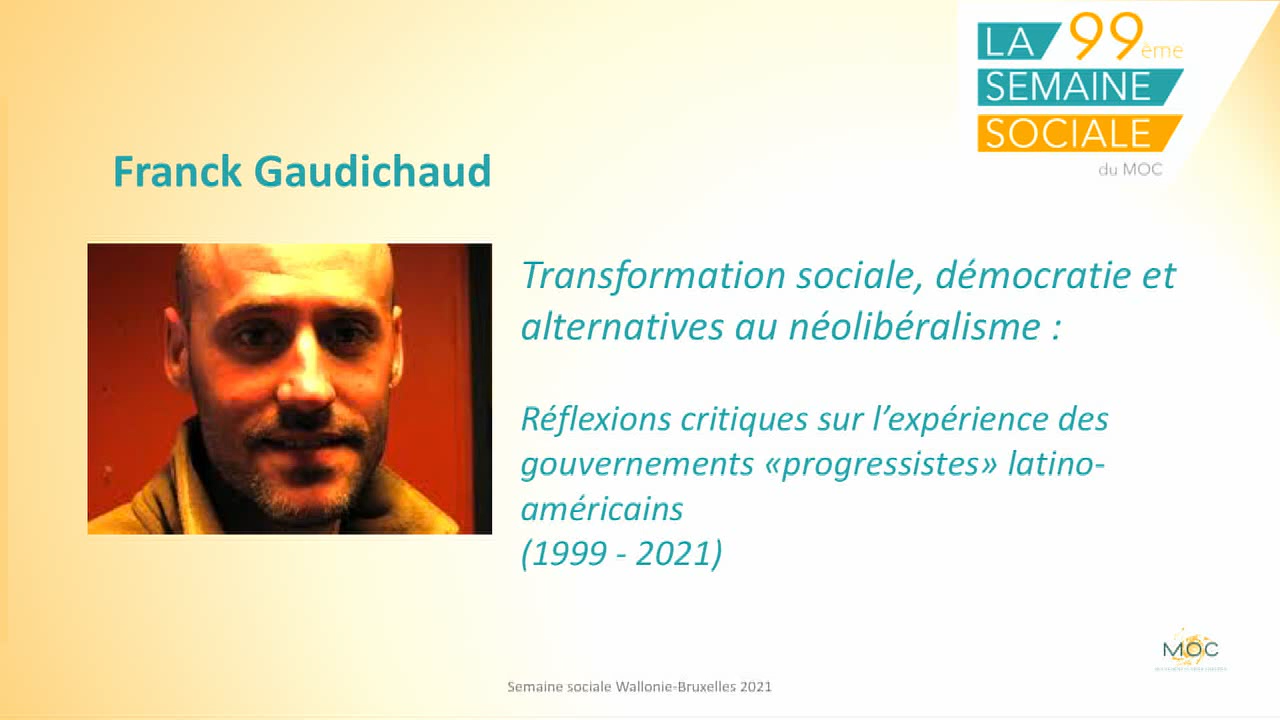 LA 99ème
SEMAINE
SOCIALE
du MOC
Franck Gaudichaud
Transformation sociale, démocratie et
alternatives au néolibéralisme :
Réflexions critiques sur l’expérience des
gouvernements «progressistes» latino-
américains
(1999 - 2021)
MOC
Semaine sociale Wallonie-Bruxelles 2021